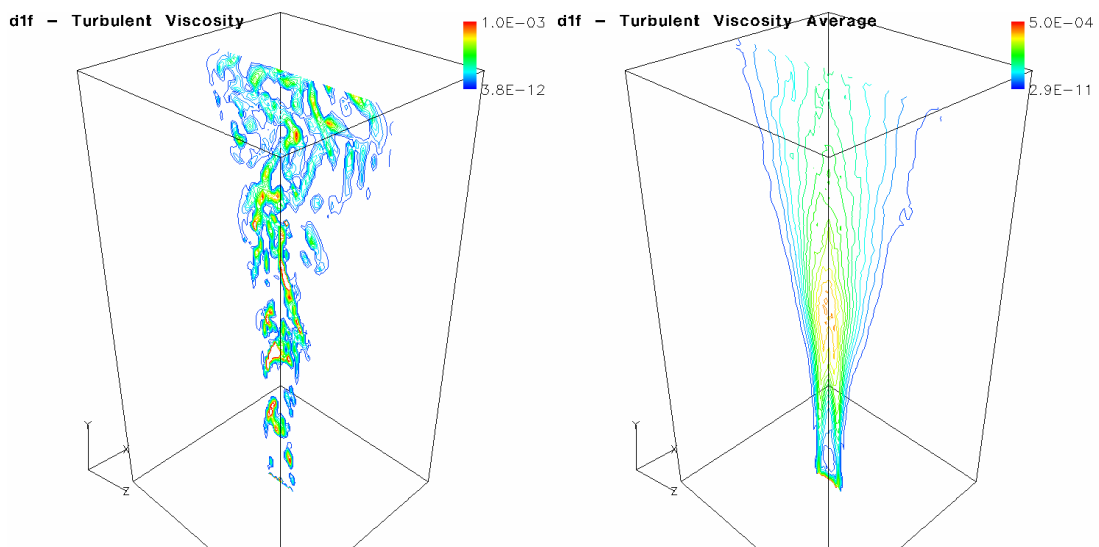 d1f – Turbulent Viscosity
1.0E–03
3.8E–12
Y
X
Z
d1f – Turbulent Viscosity Average
5.0E–04
2.9E–11
Y
X
Z